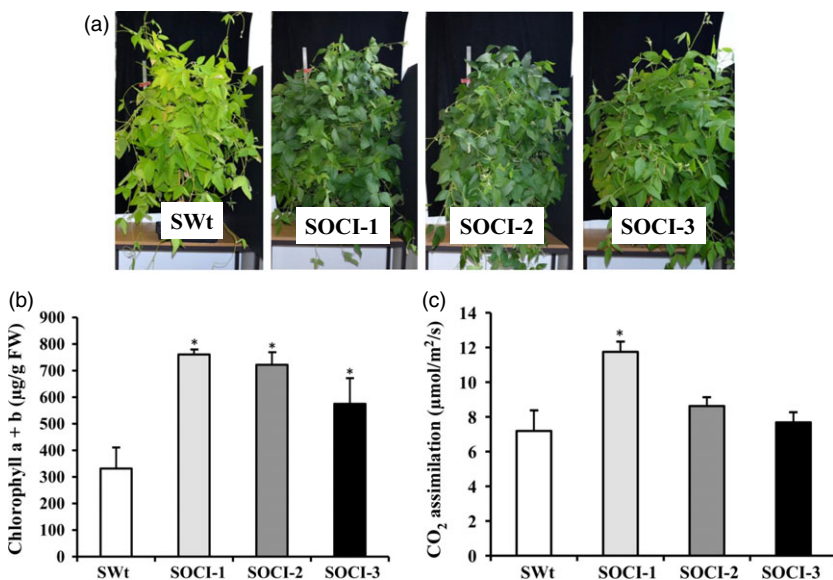 (a)
SWt
SOCI-1
SOCI-2
SOCI-3
(b)
Chlorophyll a + b (µg/g FW)
900
800
700
600
500
400
300
200
100
0
*
*
*
SWt
SOCI-1
SOCI-2
SOCI-3
(c)
CO₂ assimilation (µmol/m²/s)
14
12
10
8
6
4
2
0
*
SWt
SOCI-1
SOCI-2
SOCI-3